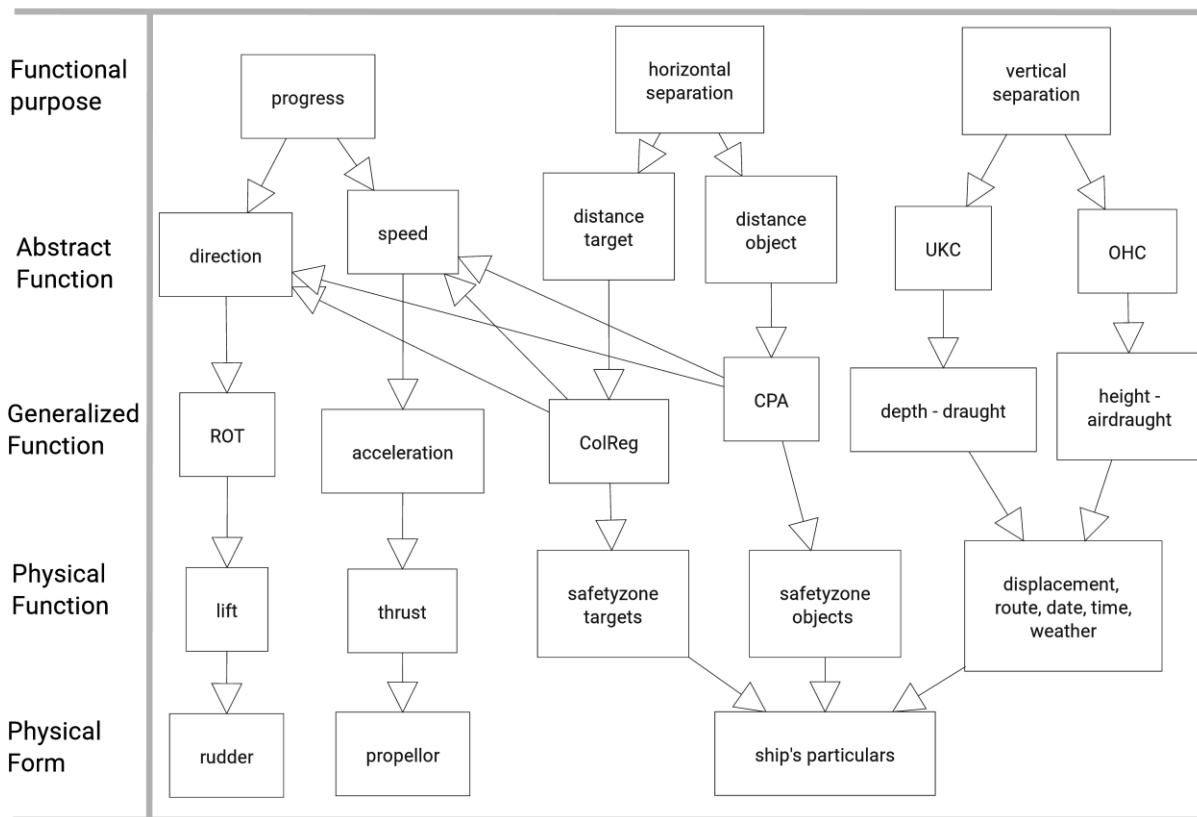 Functional
purpose
progress
horizontal
separation
vertical
separation
Abstract
Function
direction
speed
distance
target
distance
object
UKC
OHC
Generalized
Function
ROT
acceleration
ColReg
CPA
depth - draught
height -
airdraught
Physical
Function
lift
thrust
safetyzone
targets
safetyzone
objects
displacement,
route, date, time,
weather
Physical
Form
rudder
propellor
ship's particulars